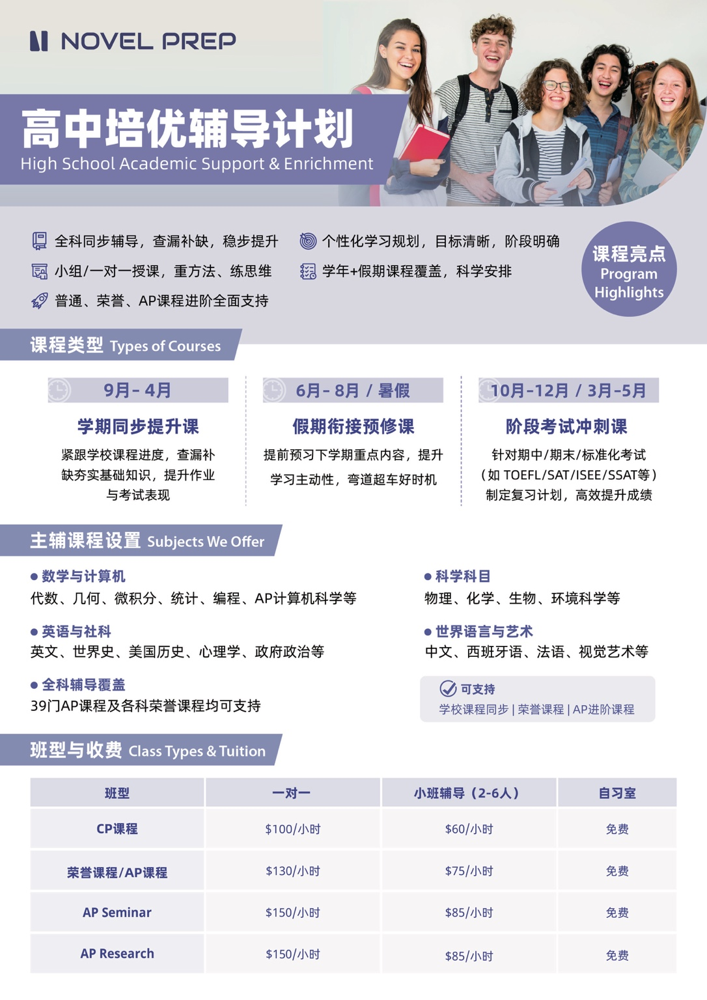 NOVEL PREP
高中培优辅导计划
High School Academic Support & Enrichment
全科同步辅导，查漏补缺，稳步提升
个性化学习规划，目标清晰，阶段明确
小组/一对一授课，重方法、练思维
学年+假期课程覆盖，科学安排
普通、荣誉、AP课程进阶全面支持
课程亮点
Program
Highlights
课程类型 Types of Courses
9月– 4月
学期同步提升课
紧跟学校课程进度，查漏补
缺夯实基础知识，提升作业
与考试表现
6月– 8月 / 暑假
假期衔接预修课
提前预习下学期重点内容，提升
学习主动性，弯道超车好时机
10月–12月 / 3月–5月
阶段考试冲刺课
针对期中/期末/标准化考试
（如 TOEFL/SAT/ISEE/SSAT等）
制定复习计划，高效提升成绩
主辅课程设置 Subjects We Offer
数学与计算机
代数、几何、微积分、统计、编程、AP计算机科学等
科学科目
物理、化学、生物、环境科学等
英语与社科
英文、世界史、美国历史、心理学、政府政治等
世界语言与艺术
中文、西班牙语、法语、视觉艺术等
全科辅导覆盖
39门AP课程及各科荣誉课程均可支持
可支持
学校课程同步 | 荣誉课程 | AP进阶课程
班型与收费 Class Types & Tuition
班型 一对一 小班辅导（2-6人） 自习室
CP课程 $100/小时 $60/小时 免费
荣誉课程/AP课程 $130/小时 $75/小时 免费
AP Seminar $150/小时 $85/小时 免费
AP Research $150/小时 $85/小时 免费